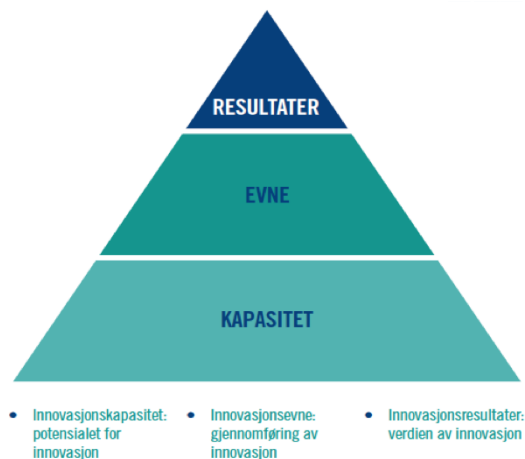 RESULTATER
EVNE
KAPASITET
• Innovasjonskapasitet:
potensialet for
innovasjon
• Innovasjonsevne:
gjennomføring av
innovasjon
• Innovasjonsresultater:
verdien av innovasjon